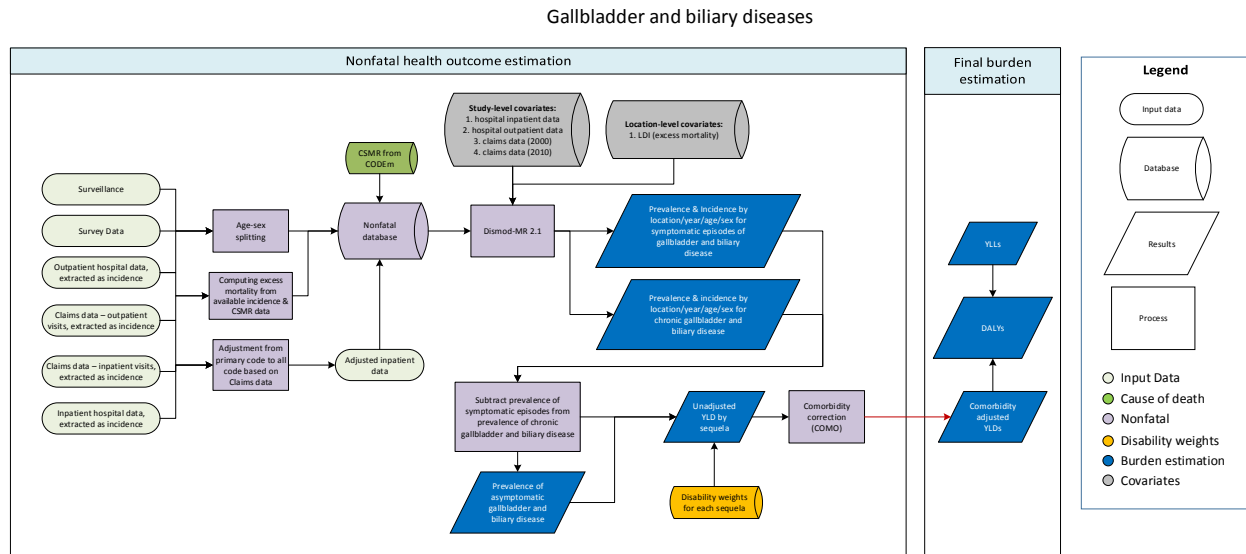 Gallbladder and biliary diseases
Nonfatal health outcome estimation
Final burden
estimation
Legend
Input data
Database
Results
Process
Input Data
Cause of death
Nonfatal
Disability weights
Burden estimation
Covariates
Study-level covariates:
1. hospital inpatient data
2. hospital outpatient data
3. claims data (2000)
4. claims data (2010)
Location-level covariates:
1. LDI (excess mortality)
CSMR from
CODEm
Surveillance
Survey Data
Outpatient hospital data,
extracted as incidence
Claims data – outpatient
visits, extracted as incidence
Claims data – inpatient visits,
extracted as incidence
Inpatient hospital data,
extracted as incidence
Age-sex
splitting
Computing excess
mortality from
available incidence &
CSMR data
Adjustment from
primary code to all
code based on
Claims data
Adjusted inpatient
data
Nonfatal
database
Dismod-MR 2.1
Prevalence & Incidence by
location/year/age/sex for
symptomatic episodes of
gallbladder and biliary
disease
Prevalence & incidence by
location/year/age/sex for
chronic gallbladder and
biliary disease
Subtract prevalence of
symptomatic episodes from
prevalence of chronic
gallbladder and biliary disease
Prevalence of
asymptomatic
gallbladder and
biliary disease
Unadjusted
YLD by
sequela
Disability weights
for each sequela
Comorbidity
correction
(COMO)
YLLs
DALYs
Comorbidity
adjusted
YLDs